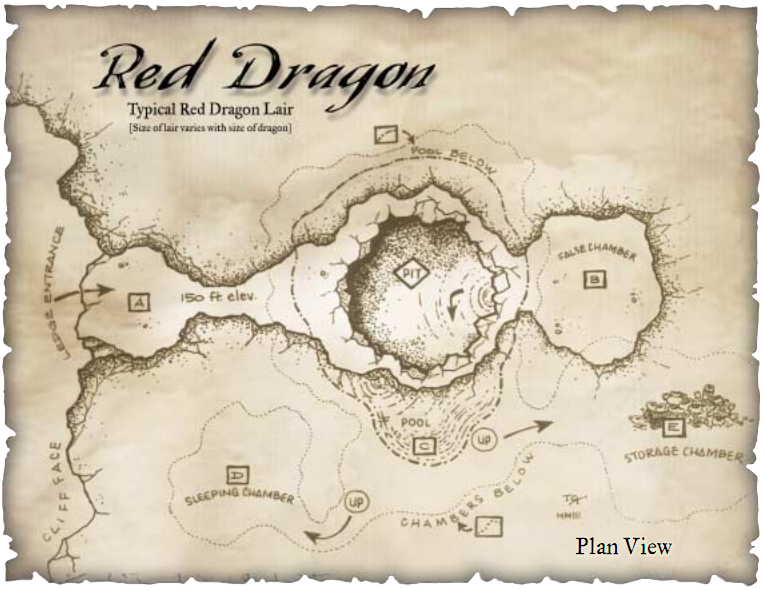 Red Dragon
Typical Red Dragon Lair
[Size of lair varies with size of dragon]
POOL BELOW
LEDGE ENTRANCE
FALSE CHAMBER
PIT
B
A
150 ft. elev.
POOL
C
UP
E
STORAGE CHAMBER
D
SLEEPING CHAMBER
UP
CLIFF FACE
CHAMBERS BELOW
Plan View